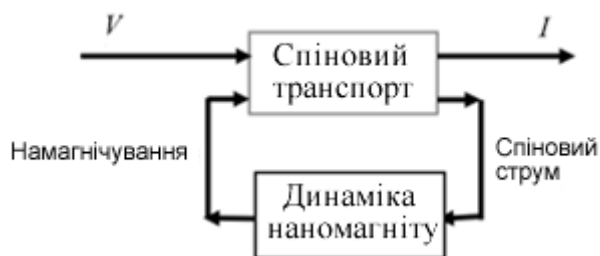 V
I
Спіновий
транспорт
Намагнічування
Спіновий
струм
Динаміка
наномагніту